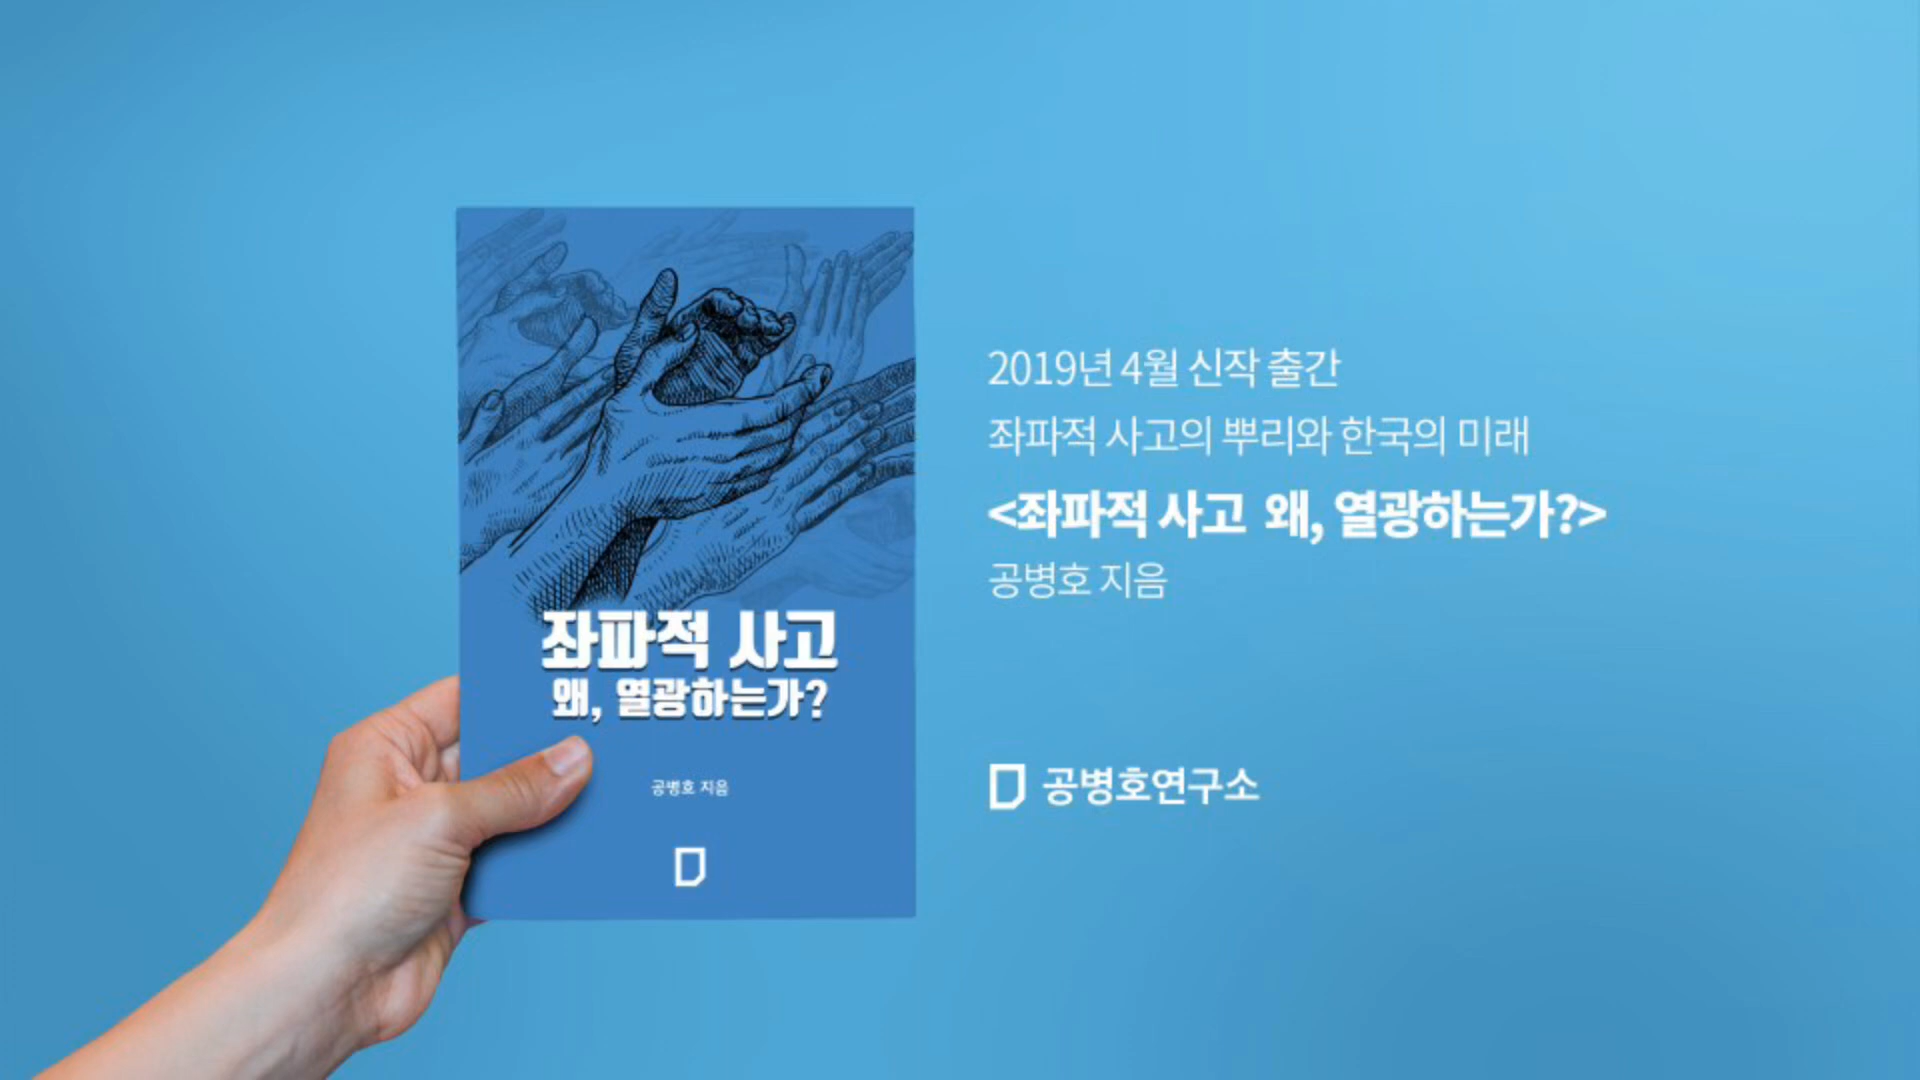 좌파적 사고
왜, 열광하는가?
공병호 지음
2019년 4월 신작 출간
좌파적 사고의 뿌리와 한국의 미래
<좌파적 사고 왜, 열광하는가?>
공병호 지음
공병호연구소